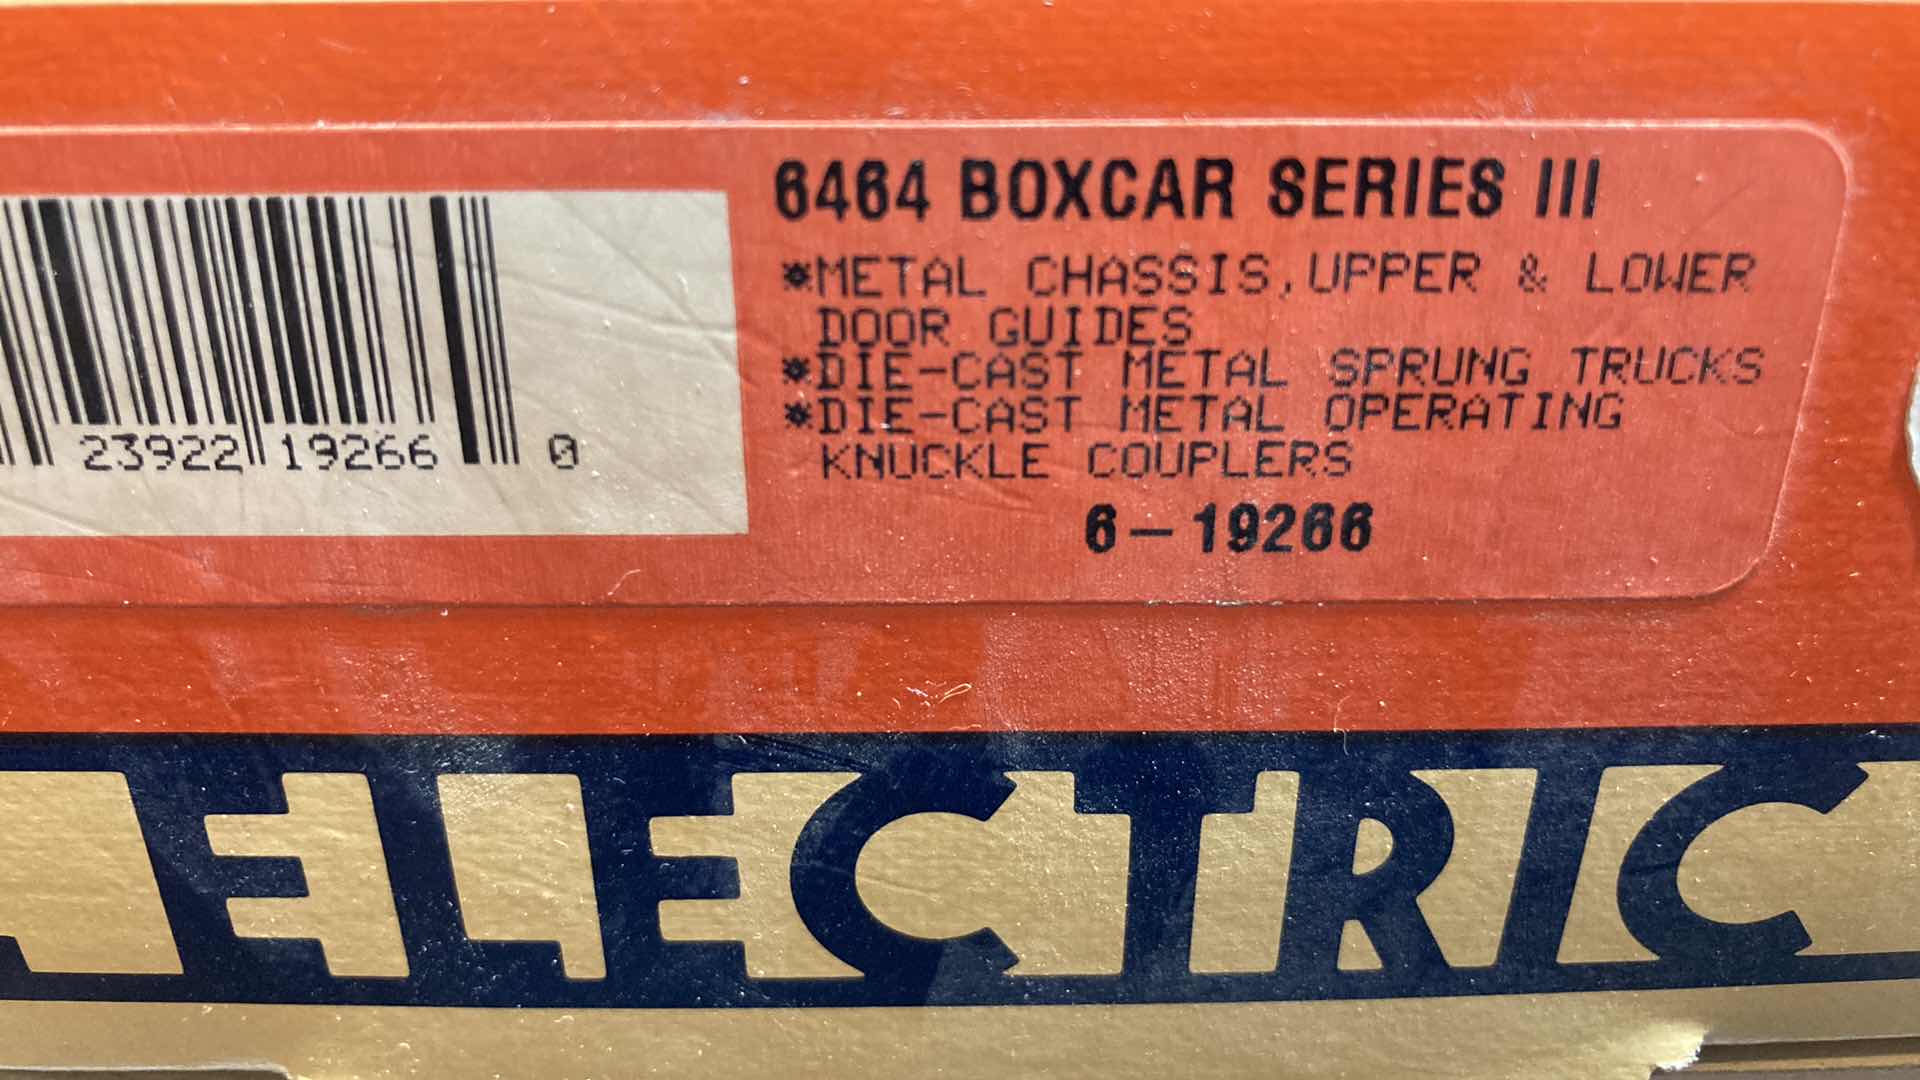 6464 BOXCAR SERIES III
*METAL CHASSIS,UPPER & LOWER
DOOR GUIDES
*DIE-CAST METAL SPRUNG TRUCKS
*DIE-CAST METAL OPERATING
KNUCKLE COUPLERS
6-19266
23922 19266 0
ELECTRIC